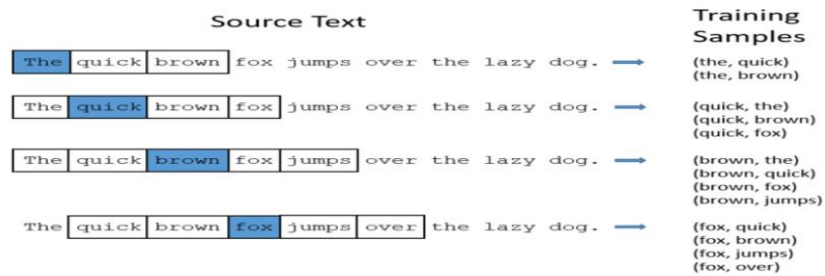 Source Text
Training
Samples
The quick brown fox jumps over the lazy dog.
(the, quick)
(the, brown)
The quick brown fox jumps over the lazy dog.
(quick, the)
(quick, brown)
(quick, fox)
The quick brown fox jumps over the lazy dog.
(brown, the)
(brown, quick)
(brown, fox)
(brown, jumps)
The quick brown fox jumps over the lazy dog.
(fox, quick)
(fox, brown)
(fox, jumps)
(fox, over)